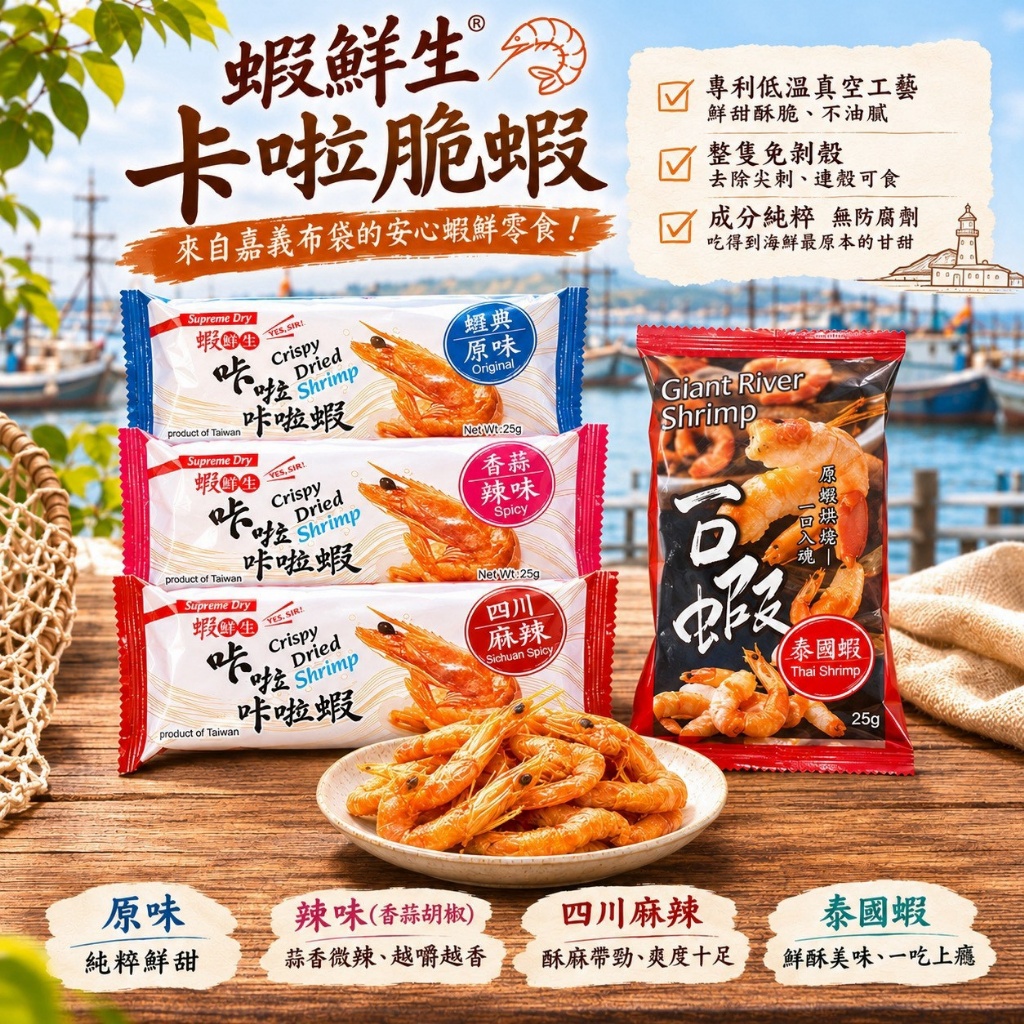 蝦鮮生®
卡啦脆蝦
來自嘉義布袋的安心蝦鮮零食！
專利低溫真空工藝
鮮甜酥脆、不油膩
整隻免剝殼
去除尖刺、連殼可食
成分純粹 無防腐劑
吃得到海鮮最原本的甘甜
Supreme Dry
蝦鮮生
YES, SIR!
咔啦
Crispy
Dried
Shrimp
咔啦蝦
product of Taiwan
典
原味
Original
Net Wt:25g
Supreme Dry
蝦鮮生
YES, SIR!
咔啦
Crispy
Dried
Shrimp
咔啦蝦
product of Taiwan
香蒜
辣味
Spicy
Net Wt:25g
Supreme Dry
蝦鮮生
YES, SIR!
咔啦
Crispy
Dried
Shrimp
咔啦蝦
product of Taiwan
四川
麻辣
Sichuan Spicy
Giant River
Shrimp
原蝦烘燒
一口入魂
一口蝦
泰國蝦
Thai Shrimp
25g
原味
純粹鮮甜
辣味(香蒜胡椒)
蒜香微辣、越嚼越香
四川麻辣
酥麻帶勁、爽度十足
泰國蝦
鮮酥美味、一吃上癮